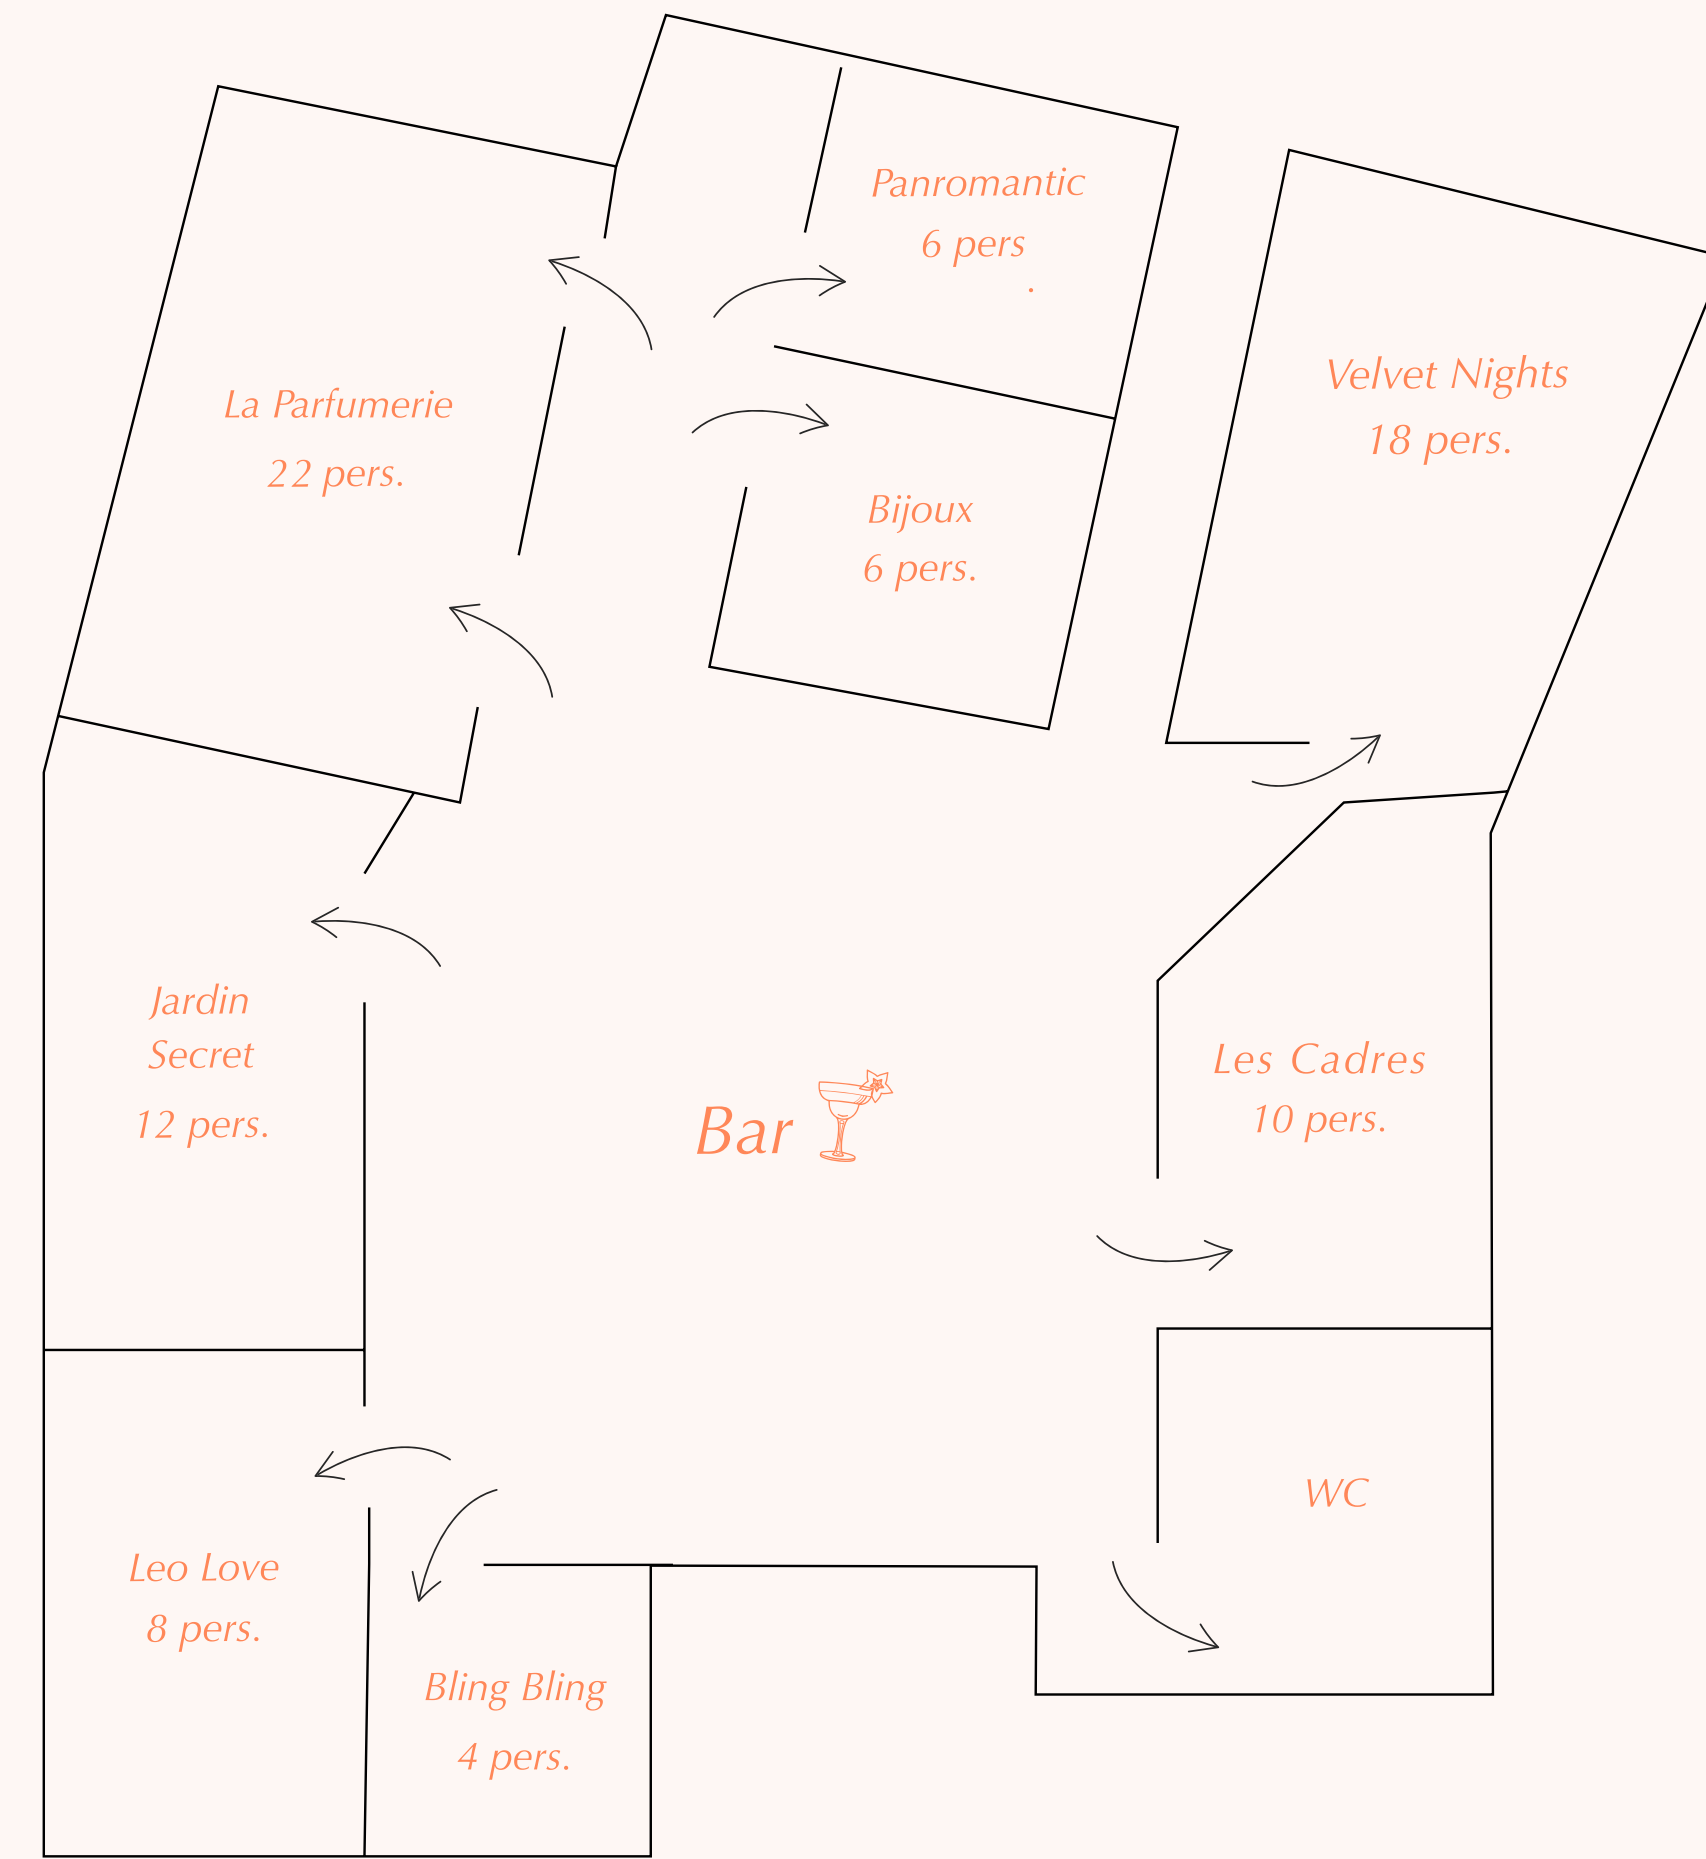 Panromantic
6 pers
.
La Parfumerie
22 pers.
Velvet Nights
18 pers.
Bijoux
6 pers.
Jardin
Secret
12 pers.
Bar
Les Cadres
10 pers.
WC
Leo Love
8 pers.
Bling Bling
4 pers.